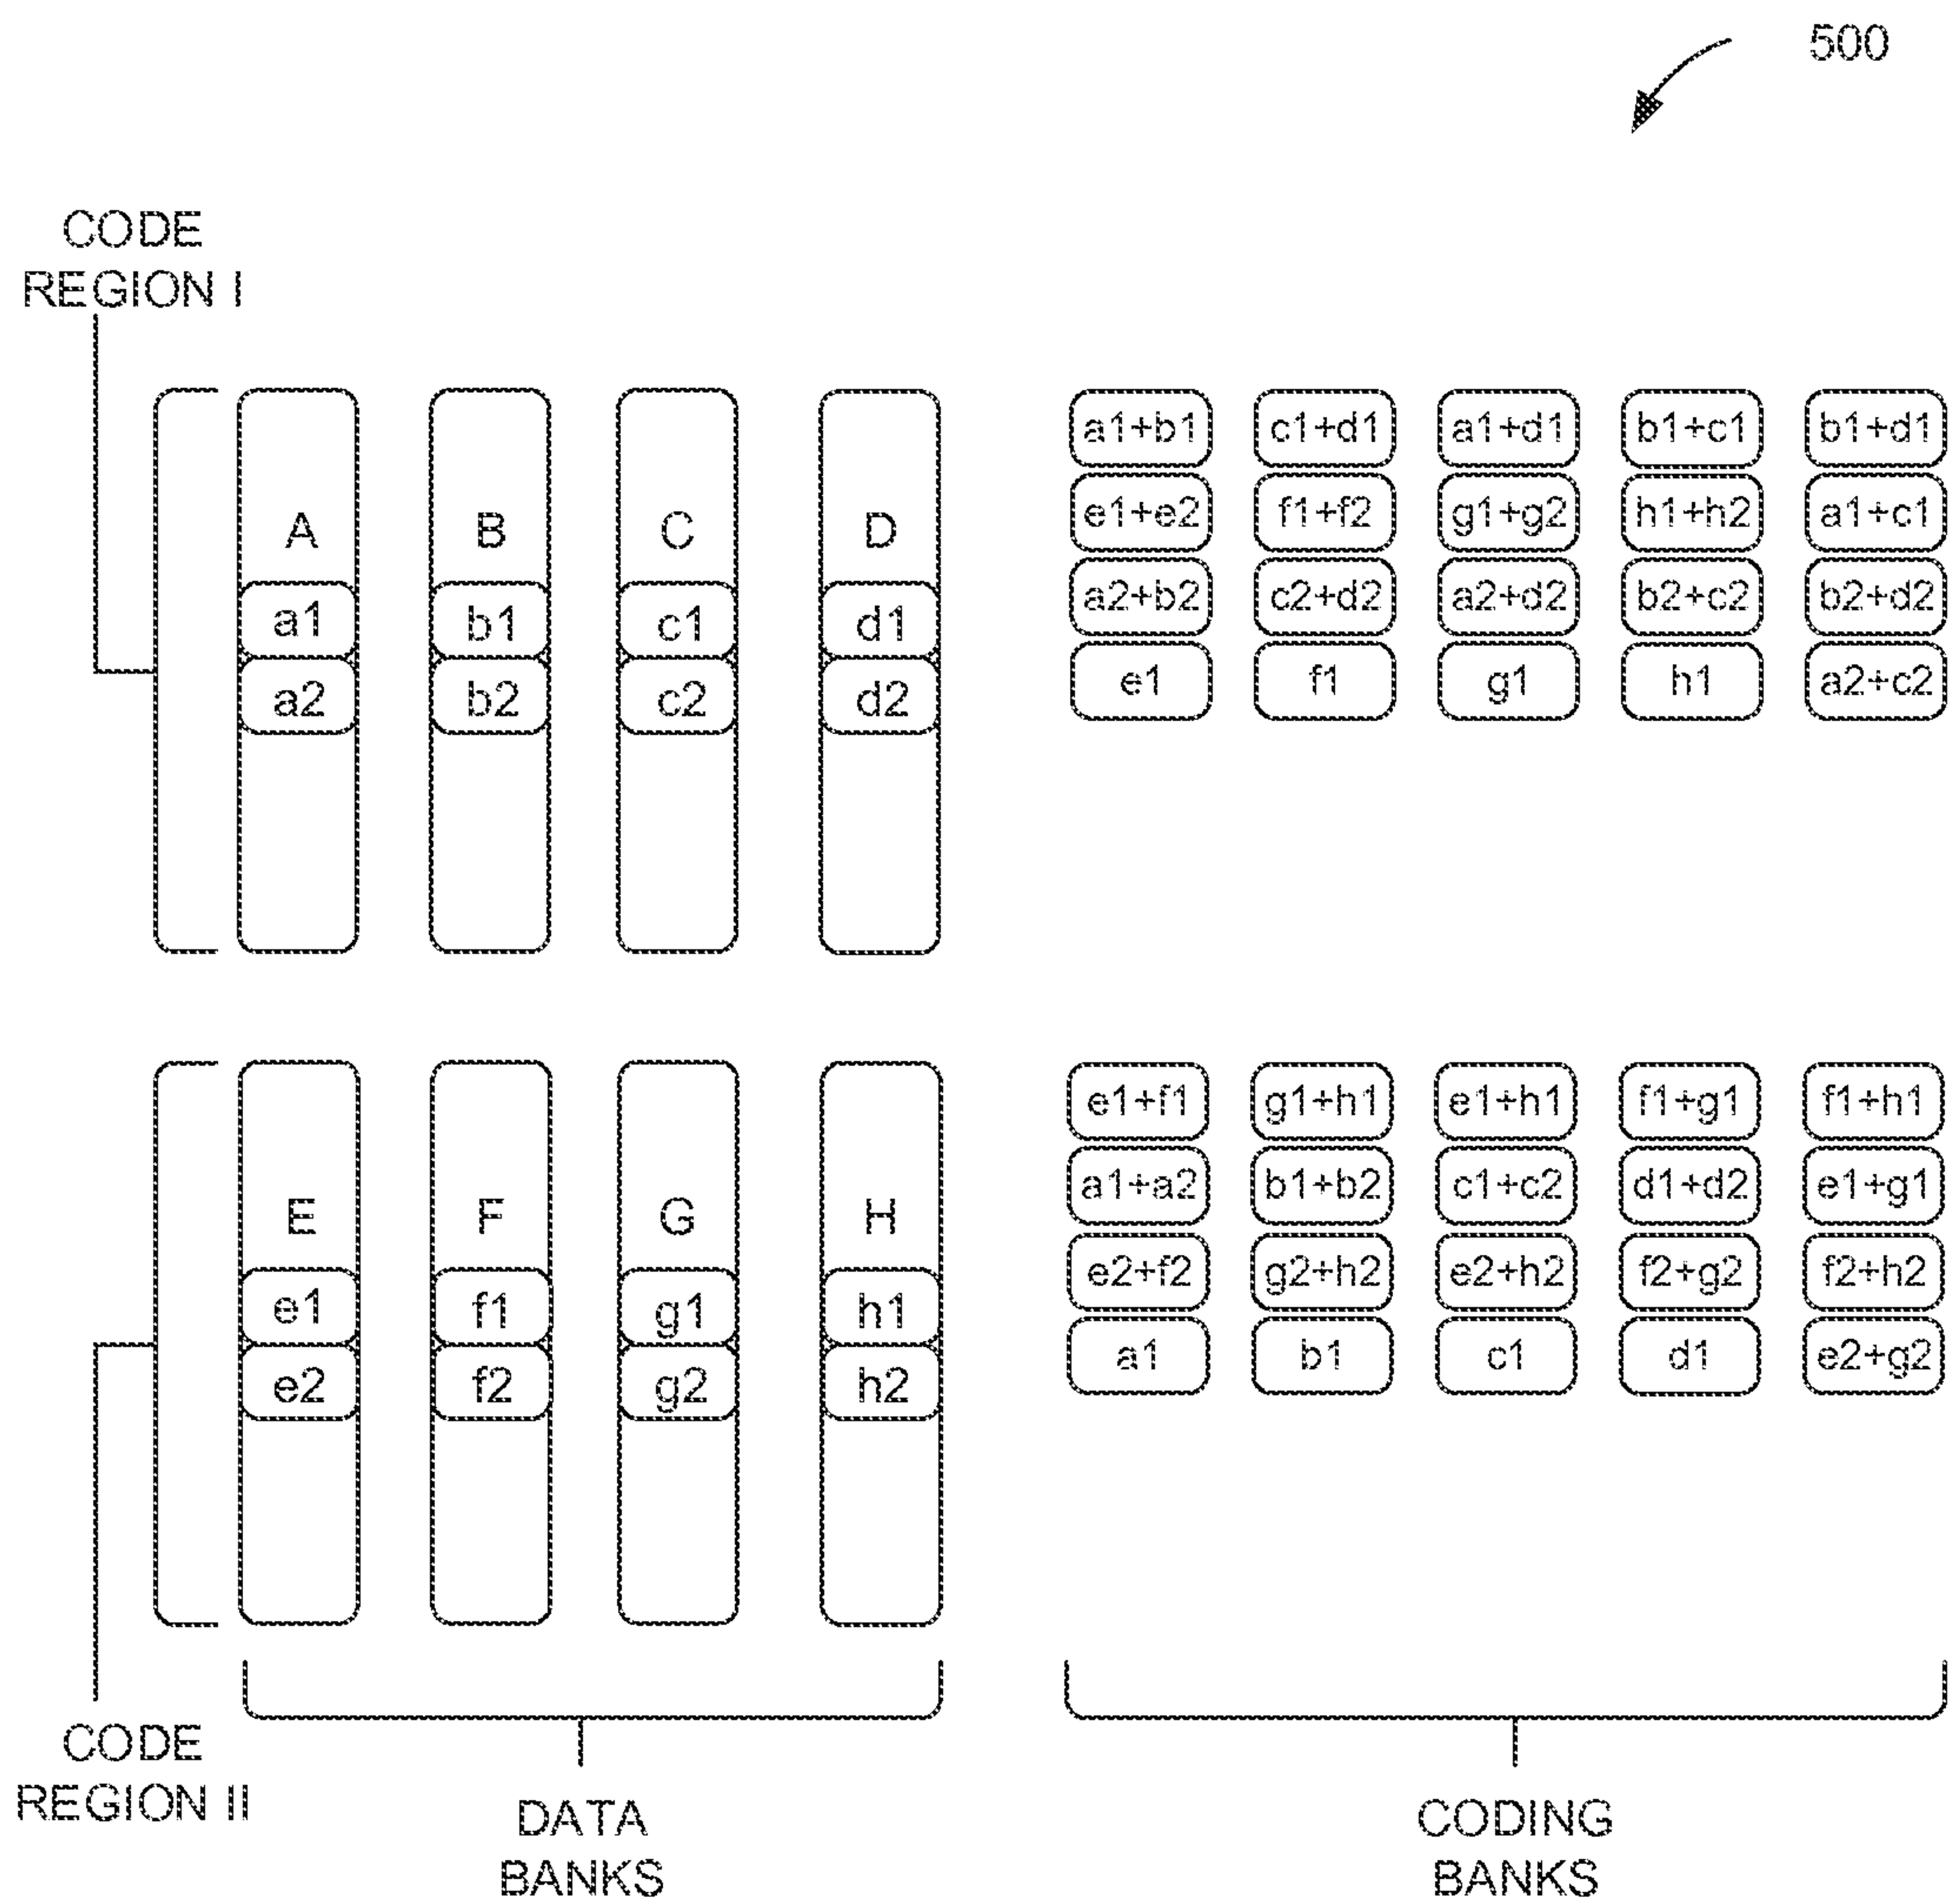 500
CODE
REGION I
A B C D
a1 b1 c1 d1
a2 b2 c2 d2
a1+b1 c1+d1 a1+d1 b1+c1 b1+d1
e1+e2 f1+f2 g1+g2 h1+h2 a1+c1
a2+b2 c2+d2 a2+d2 b2+c2 b2+d2
e1 f1 g1 h1 a2+c2
E F G H
e1 f1 g1 h1
e2 f2 g2 h2
e1+f1 g1+h1 e1+h1 f1+g1 f1+h1
a1+a2 b1+b2 c1+c2 d1+d2 e1+g1
e2+f2 g2+h2 e2+h2 f2+g2 f2+h2
a1 b1 c1 d1 e2+g2
CODE
REGION II
DATA
BANKS
CODING
BANKS